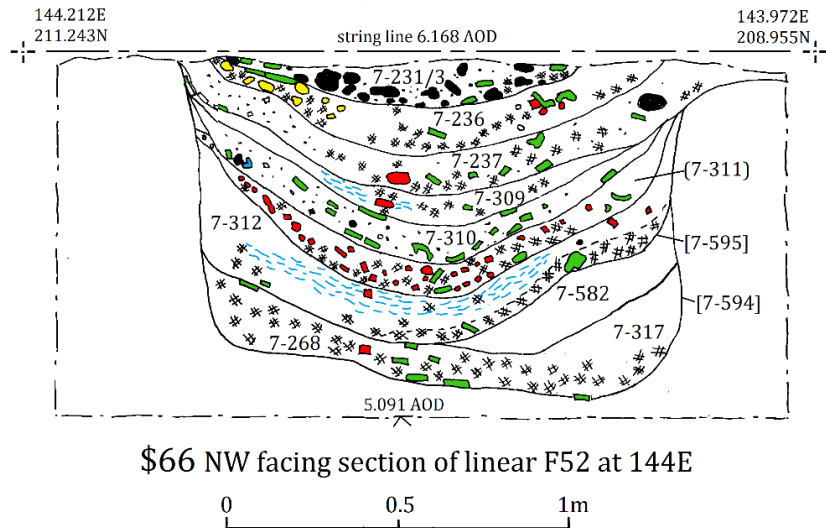 144.212E
211.243N
string line 6.168 AOD
143.972E
208.955N
7-231/3
7-236
7-237
7-309
(7-311)
7-310
7-312
[7-595]
7-582
[7-594]
7-317
7-268
5.091 AOD
$66 NW facing section of linear F52 at 144E
0 0.5 1m